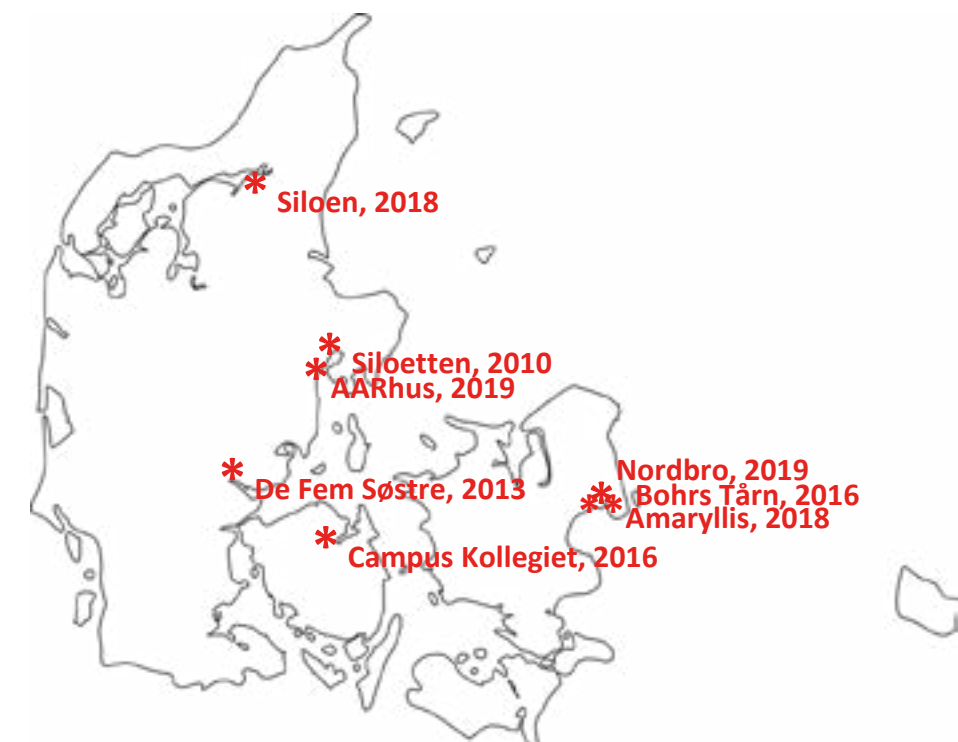 Siloen, 2018
Siloetten, 2010
AARhus, 2019
De Fem Søstre, 2013
Nordbro, 2019
Bohrs Tårn, 2016
Amaryllis, 2018
Campus Kollegiet, 2016